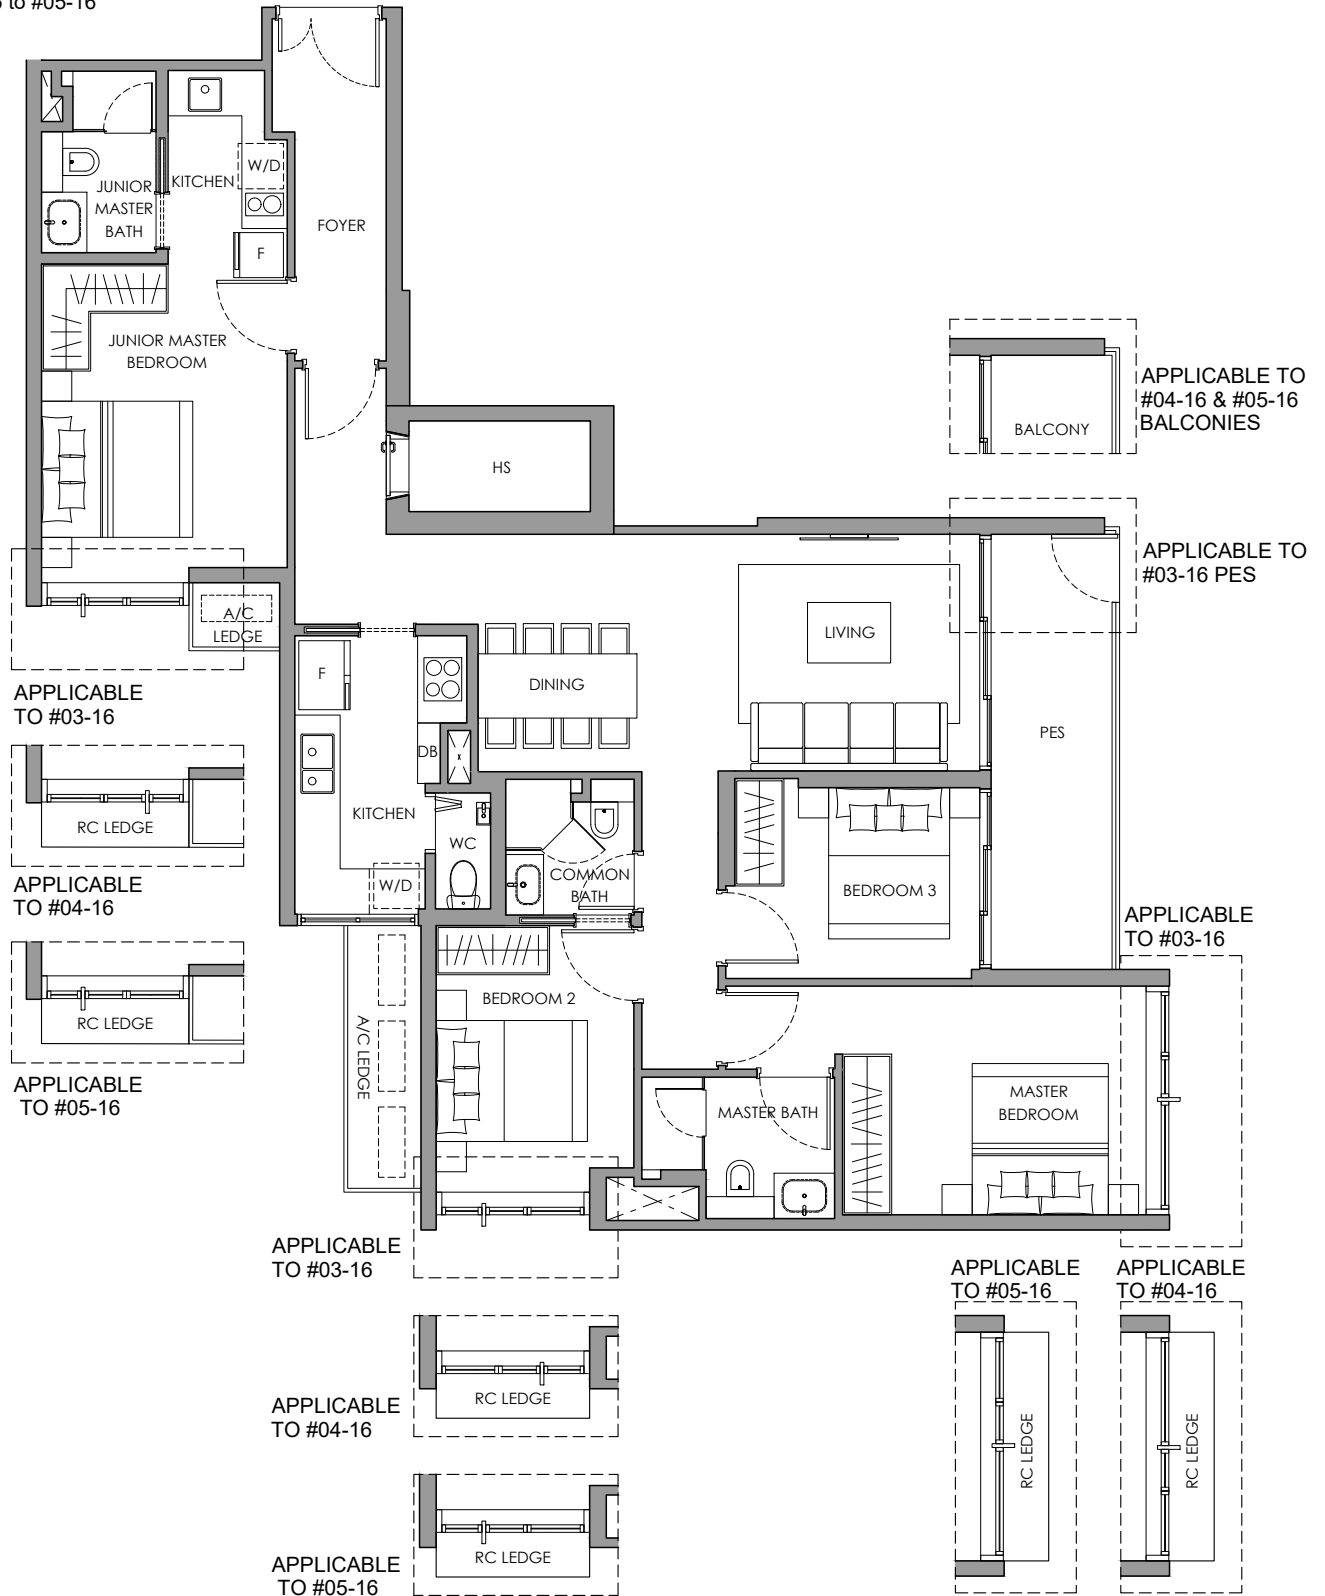 to #05-16
W/D
KITCHEN
JUNIOR
MASTER
BATH
FOYER
F
JUNIOR MASTER
BEDROOM
APPLICABLE TO
#04-16 & #05-16
BALCONIES
BALCONY
HS
APPLICABLE TO
#03-16 PES
A/C
LEDGE
LIVING
F
DINING
APPLICABLE
TO #03-16
PES
DB
RC LEDGE
KITCHEN
WC
APPLICABLE
TO #04-16
W/D
COMMON
BATH
BEDROOM 3
APPLICABLE
TO #03-16
BEDROOM 2
RC LEDGE
A/C LEDGE
APPLICABLE
TO #05-16
MASTER BATH
MASTER
BEDROOM
APPLICABLE
TO #03-16
APPLICABLE
TO #05-16
APPLICABLE
TO #04-16
RC LEDGE
APPLICABLE
TO #04-16
RC LEDGE
RC LEDGE
RC LEDGE
APPLICABLE
TO #05-16